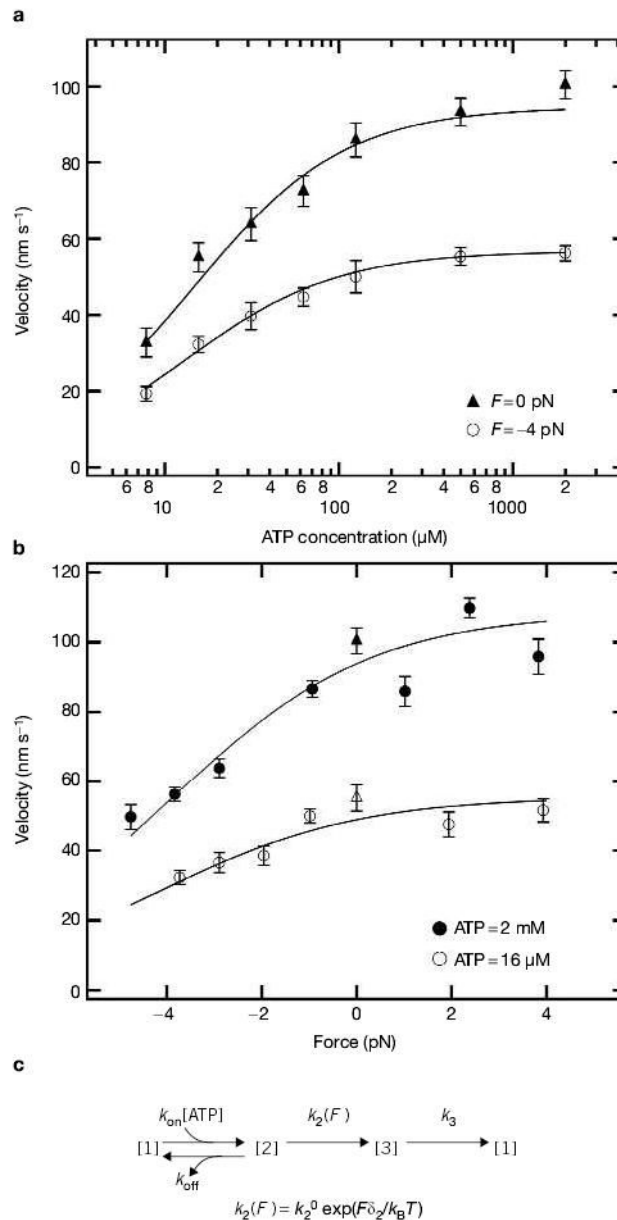 a
100
80
60
40
20
0
Velocity (nm s⁻¹)
▲ F=0 pN
○ F=−4 pN
6 8 2 4 6 8 2 4 6 8 2
10 100 1000
ATP concentration (µM)
b
120
100
80
60
40
20
0
Velocity (nm s⁻¹)
● ATP=2 mM
○ ATP=16 µM
−4 −2 0 2 4
Force (pN)
c
k_on[ATP] k₂(F) k₃
[1] [2] [3] [1]
k_off
k₂(F) = k₂⁰ exp(Fδ₂/k_BT)